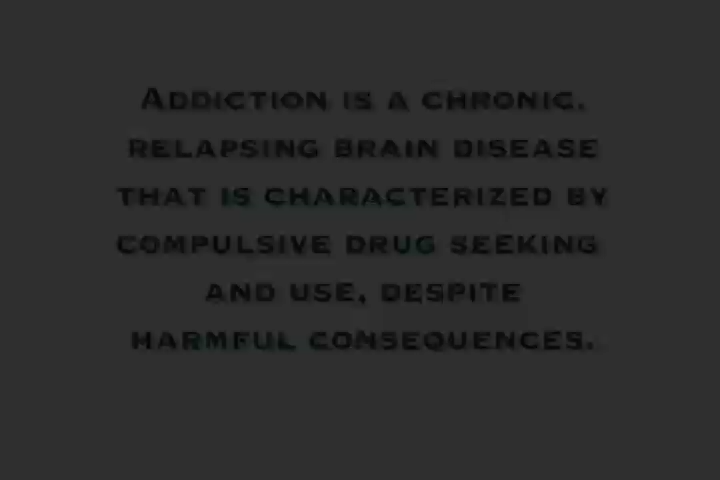 Addiction is a chronic,
relapsing brain disease
that is characterized by
compulsive drug seeking
and use, despite
harmful consequences.